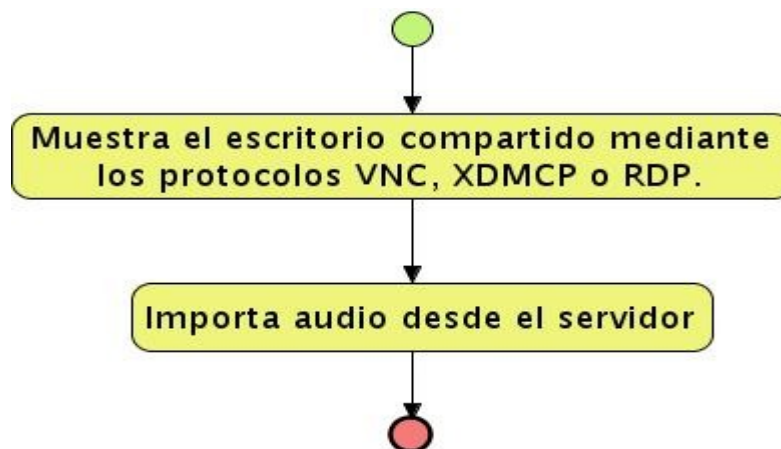 Muestra el escritorio compartido mediante
los protocolos VNC, XDMCP o RDP.
Importa audio desde el servidor